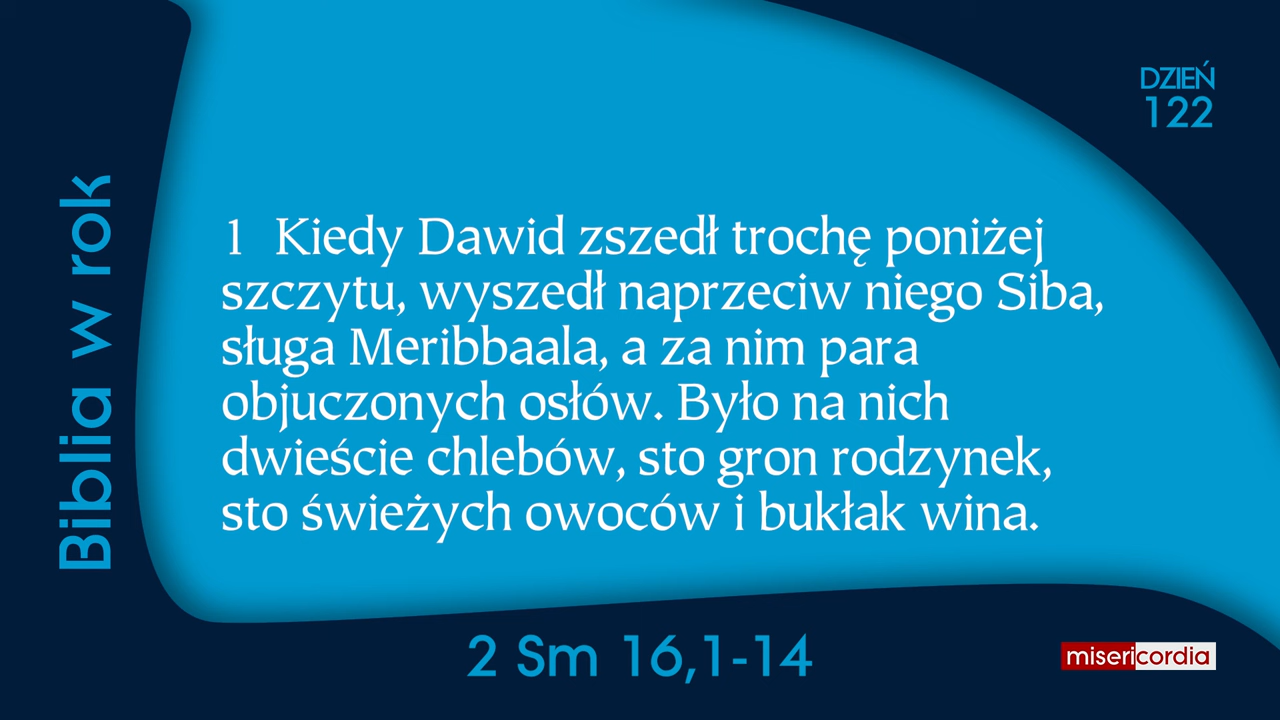 DZIEŃ
122
Biblia w rok
1 Kiedy Dawid zszedł trochę poniżej
szczytu, wyszedł naprzeciw niego Siba,
sługa Meribbaala, a za nim para
objuczonych osłów. Było na nich
dwieście chlebów, sto gron rodzynek,
sto świeżych owoców i bukłak wina.
2 Sm 16,1-14
misericordia